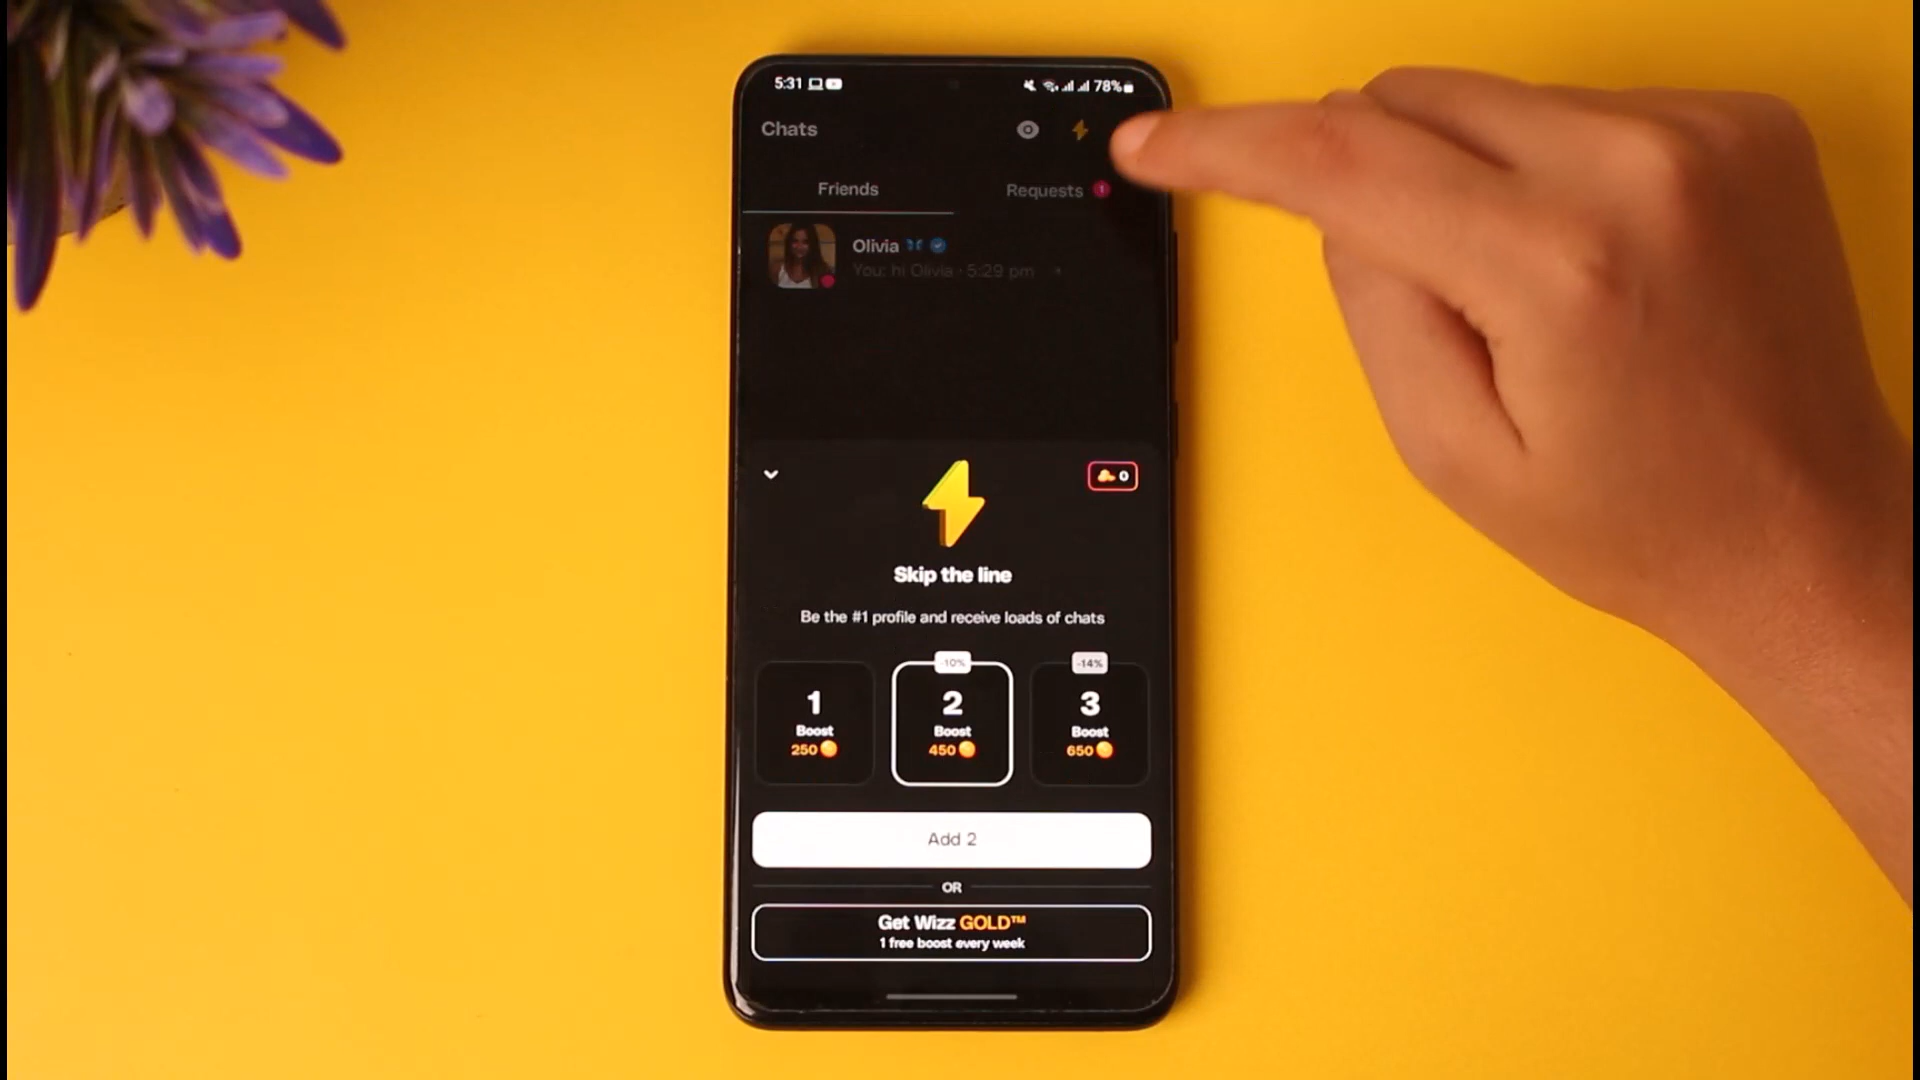 5:31
78%
Chats
Friends
Requests 1
Olivia
You: hi Olivia · 5:29 pm
0
Skip the line
Be the #1 profile and receive loads of chats
-10%
-14%
1
2
3
Boost
Boost
Boost
250
450
650
Add 2
OR
Get Wizz GOLD™
1 free boost every week